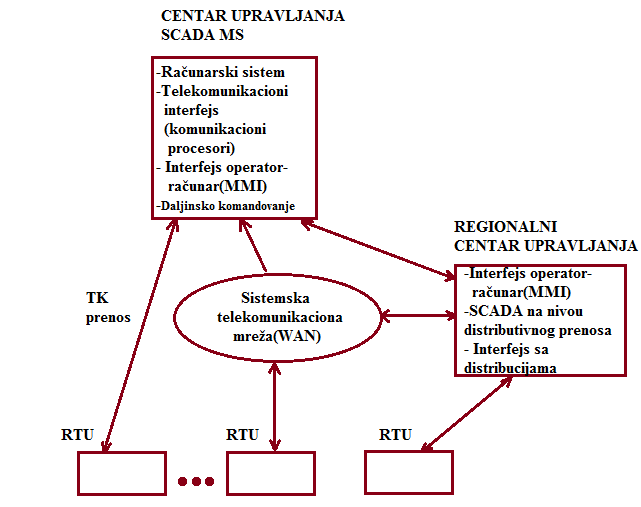 CENTAR UPRAVLJANJA
SCADA MS
-Računarski sistem
-Telekomunikacioni
interfejs
(komunikacioni
procesori)
- Interfejs operator-
računar(MMI)
-Daljinsko komandovanje
REGIONALNI
CENTAR UPRAVLJANJA
-Interfejs operator-
računar(MMI)
-SCADA na nivou
distributivnog prenosa
- Interfejs sa
distribucijama
TK
prenos
Sistemska
telekomunikaciona
mreža(WAN)
RTU
RTU
RTU